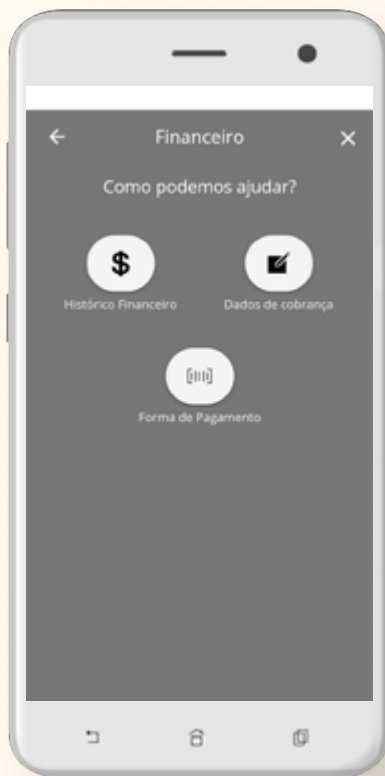 Financeiro
Como podemos ajudar?
Histórico Financeiro
Dados de cobrança
Forma de Pagamento